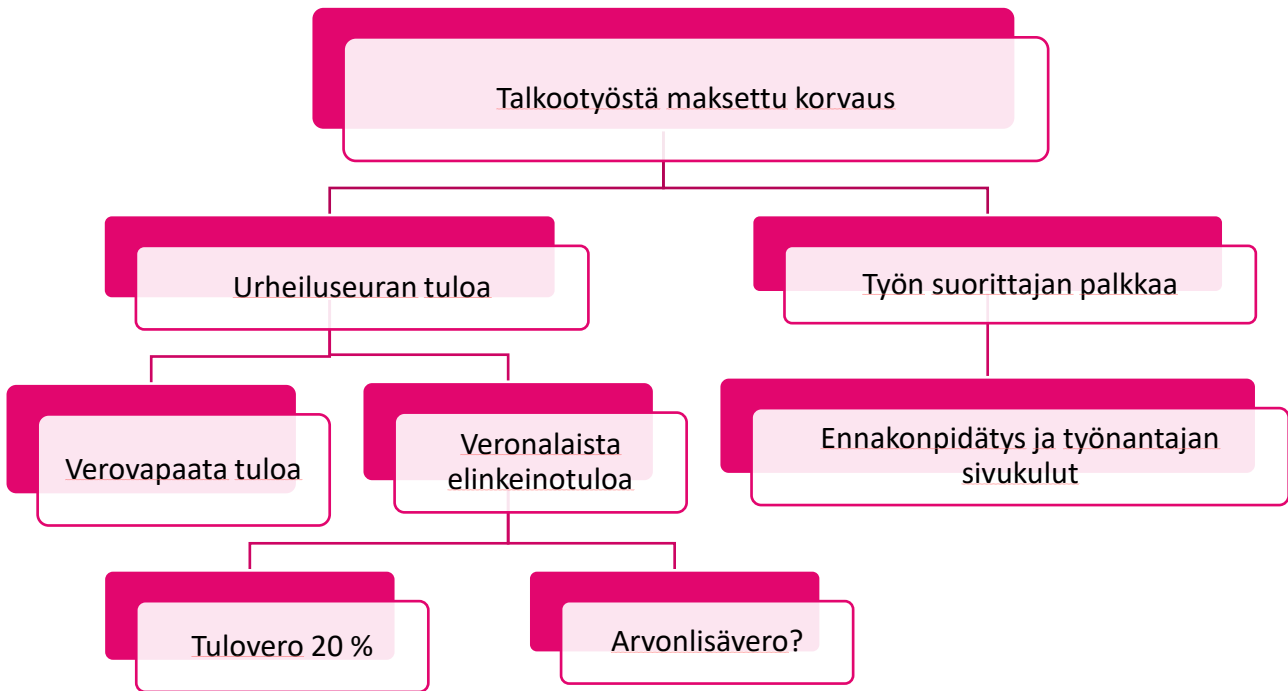 Talkootyöstä maksettu korvaus
Urheiluseuran tuloa
Työn suorittajan palkkaa
Verovapaata tuloa
Veronalaista
elinkeinotuloa
Ennakonpidätys ja työnantajan
sivukulut
Tulovero 20 %
Arvonlisävero?